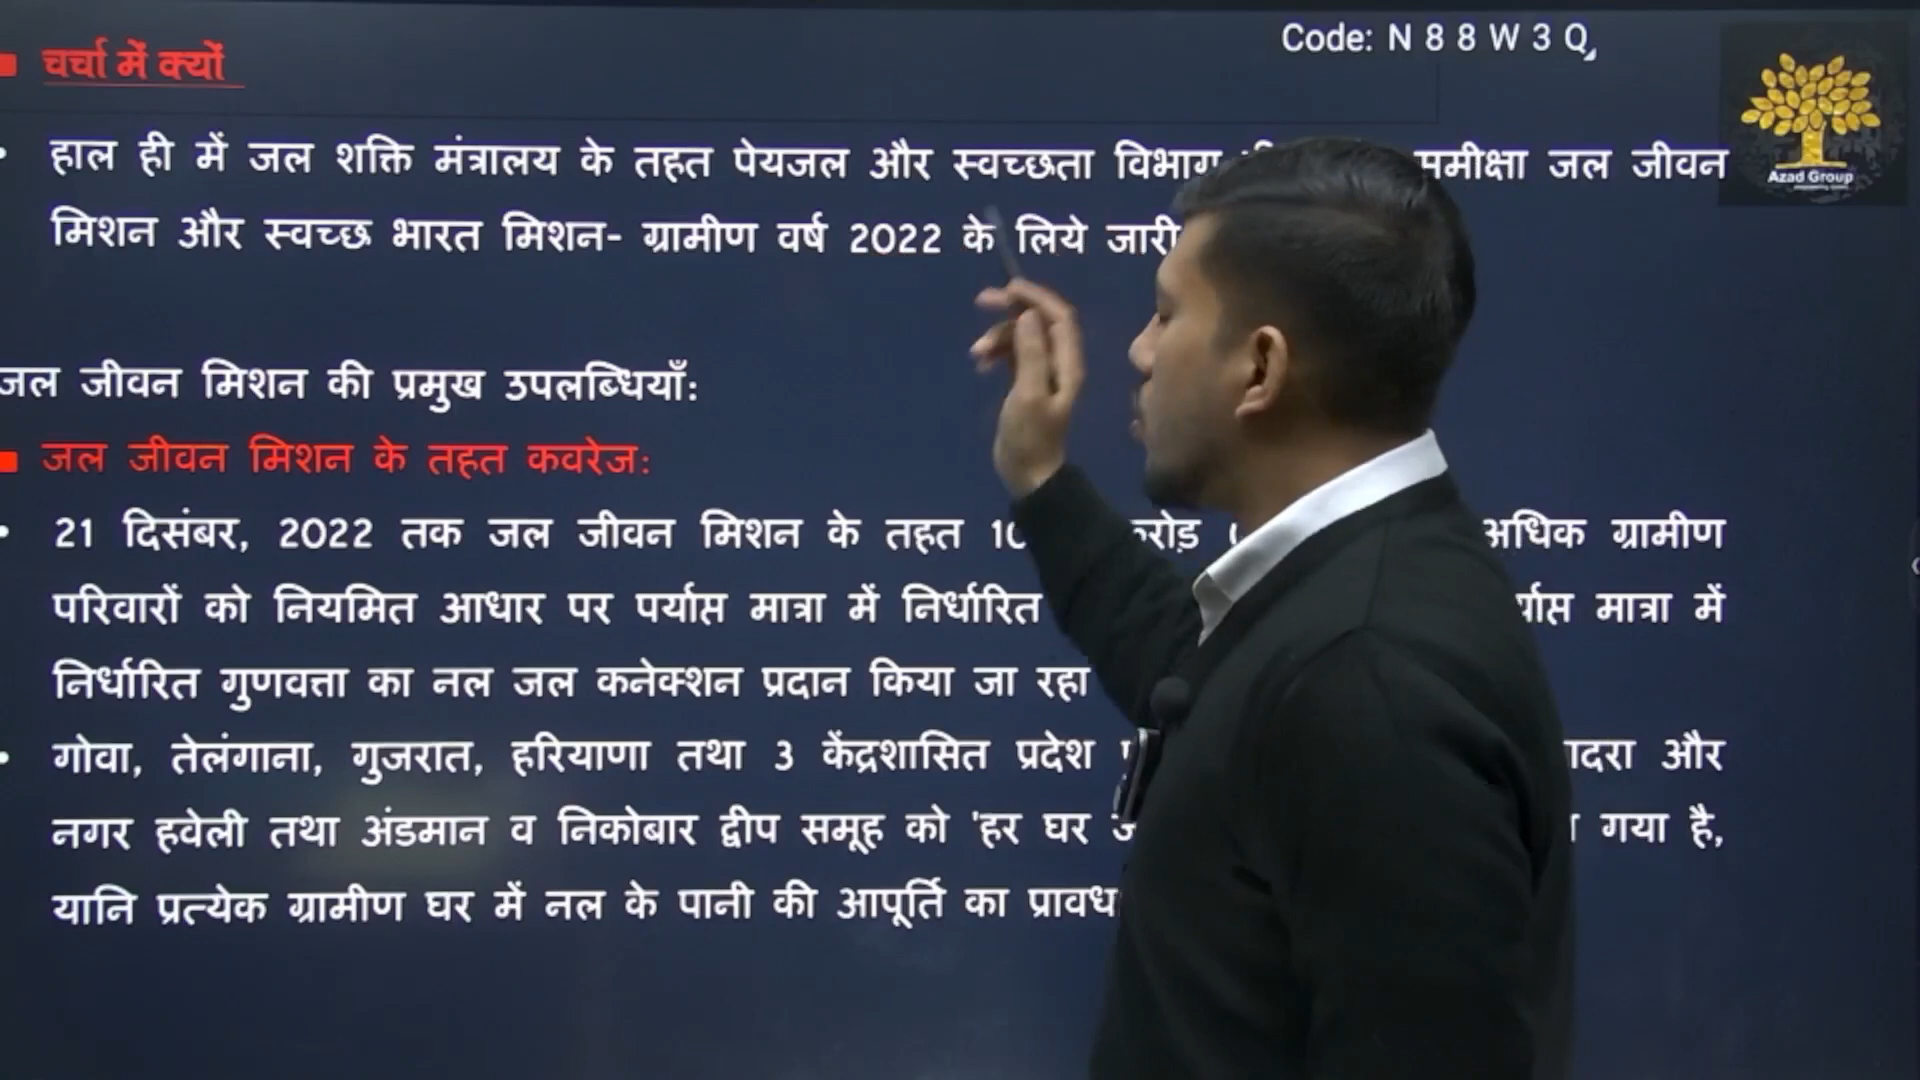 Code: N 8 8 W 3 Q
चर्चा में क्यों
Azad Group
हाल ही में जल शक्ति मंत्रालय के तहत पेयजल और स्वच्छता विभाग समीक्षा जल जीवन
मिशन और स्वच्छ भारत मिशन- ग्रामीण वर्ष 2022 के लिये जारी
जल जीवन मिशन की प्रमुख उपलब्धियाँ:
जल जीवन मिशन के तहत कवरेज:
21 दिसंबर, 2022 तक जल जीवन मिशन के तहत अधिक ग्रामीण
परिवारों को नियमित आधार पर पर्याप्त मात्रा में निर्धारित मात्रा में
निर्धारित गुणवत्ता का नल जल कनेक्शन प्रदान किया जा रहा
गोवा, तेलंगाना, गुजरात, हरियाणा तथा 3 केंद्रशासित प्रदेश और
नगर हवेली तथा अंडमान व निकोबार द्वीप समूह को 'हर घर गया है,
यानि प्रत्येक ग्रामीण घर में नल के पानी की आपूर्ति का